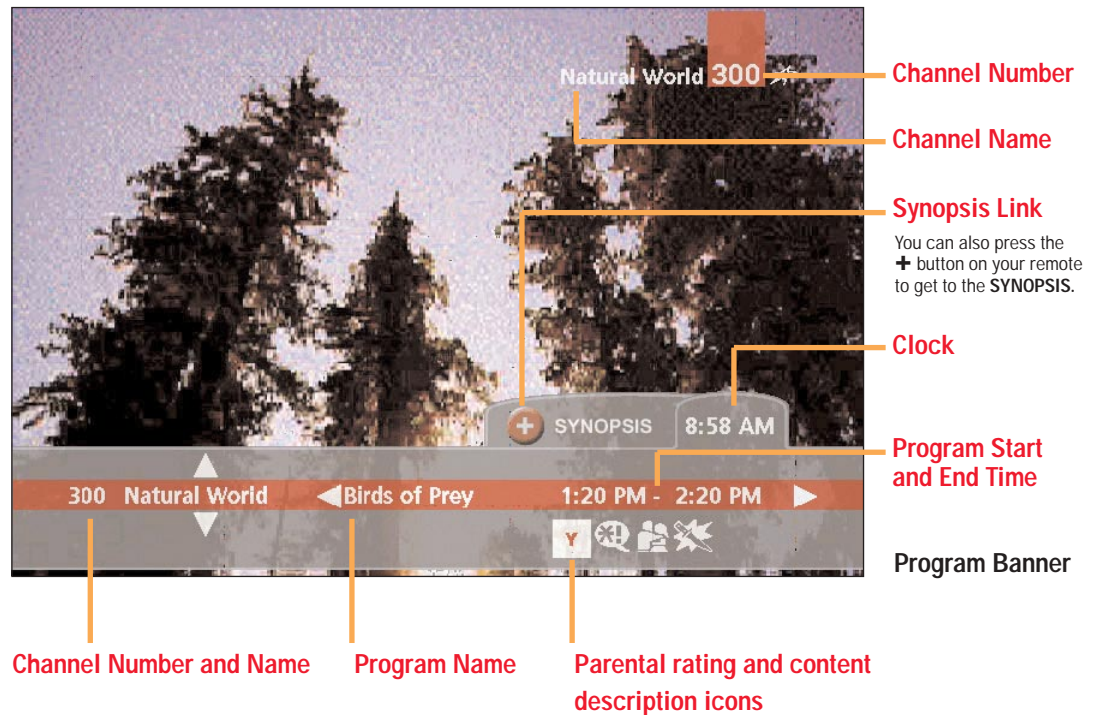 Natural World 300
Channel Number
Channel Name
Synopsis Link
You can also press the
+ button on your remote
to get to the SYNOPSIS.
Clock
+ SYNOPSIS 8:58 AM
Program Start
and End Time
300 Natural World Birds of Prey 1:20 PM - 2:20 PM
Y *!
Program Banner
Channel Number and Name
Program Name
Parental rating and content
description icons